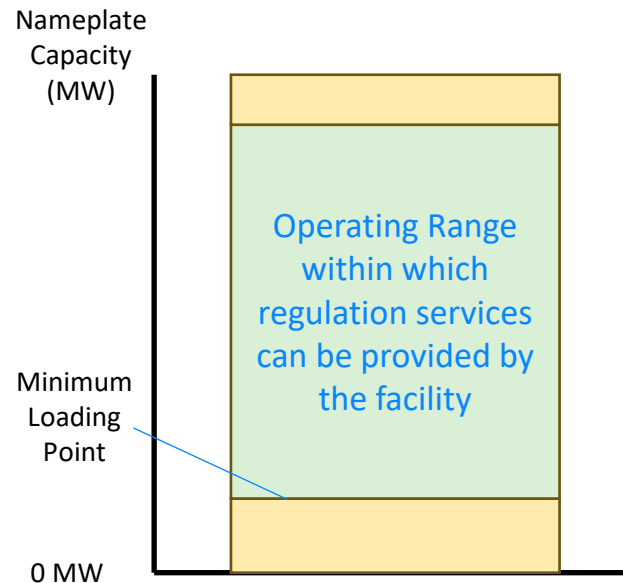 Nameplate
Capacity
(MW)
Operating Range
within which
regulation services
can be provided by
the facility
Minimum
Loading
Point
0 MW